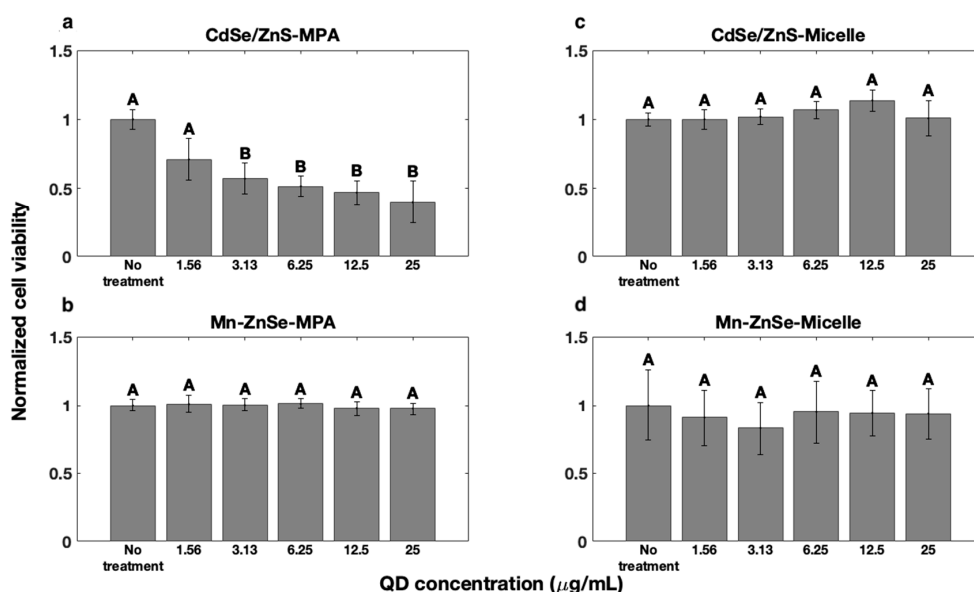 a
CdSe/ZnS-MPA
1.5
1
0.5
0
A
A
B
B
B
B
No treatment
1.56
3.13
6.25
12.5
25
c
CdSe/ZnS-Micelle
1.5
1
0.5
0
A
A
A
A
A
A
No treatment
1.56
3.13
6.25
12.5
25
b
Mn-ZnSe-MPA
1.5
1
0.5
0
A
A
A
A
A
A
No treatment
1.56
3.13
6.25
12.5
25
d
Mn-ZnSe-Micelle
1.5
1
0.5
0
A
A
A
A
A
A
No treatment
1.56
3.13
6.25
12.5
25
Normalized cell viability
QD concentration (μg/mL)